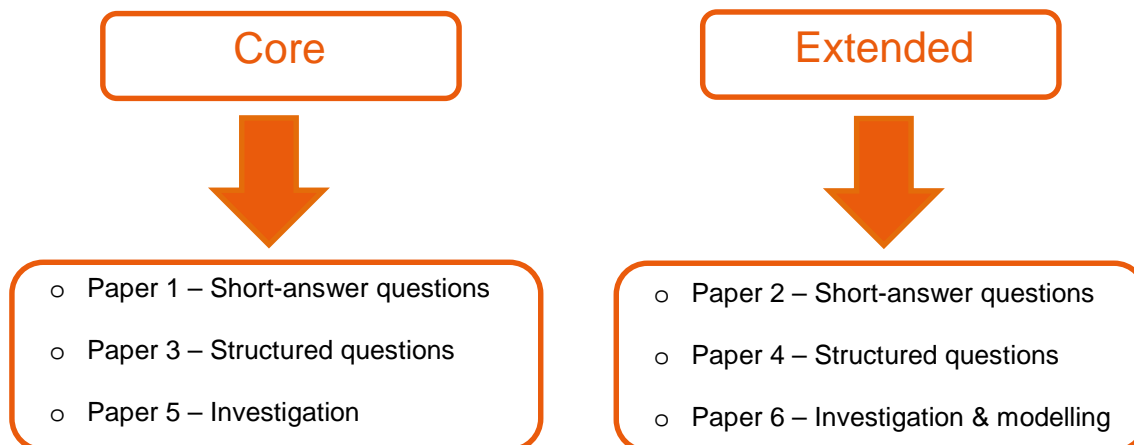 Core
Extended
o Paper 1 – Short-answer questions
o Paper 3 – Structured questions
o Paper 5 – Investigation
o Paper 2 – Short-answer questions
o Paper 4 – Structured questions
o Paper 6 – Investigation & modelling